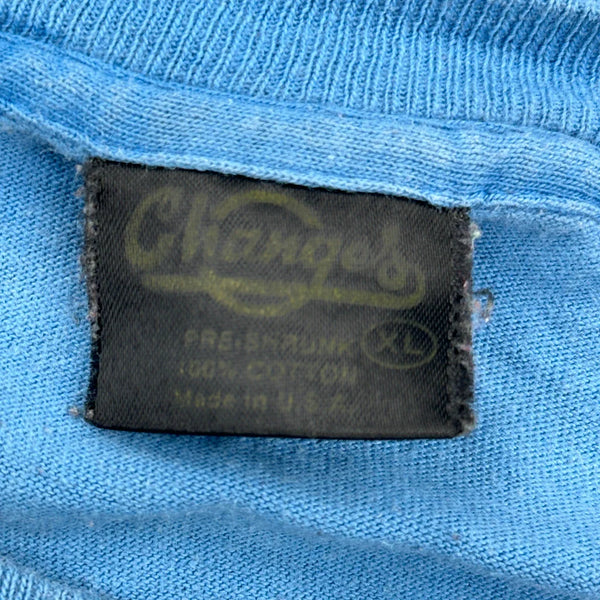 Changes
PRE-SHRUNK XL
100% COTTON
Made in U.S.A.